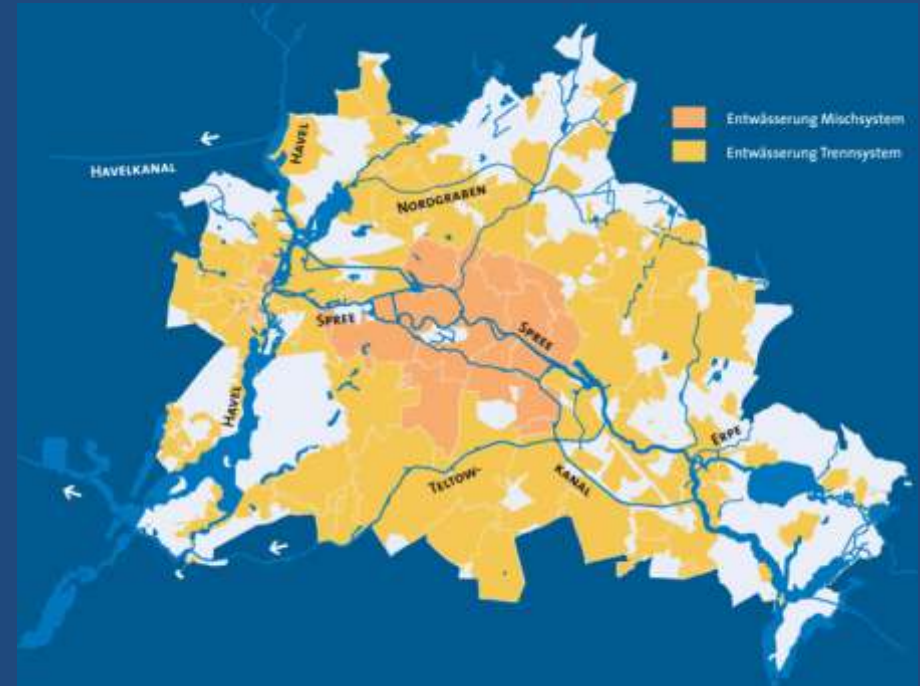 Entwässerung Mischsystem
Entwässerung Trennsystem
HAVEL
HAVELKANAL
NORDGRABEN
SPREE
SPREE
HAVEL
ERPE
TELTOW-
KANAL